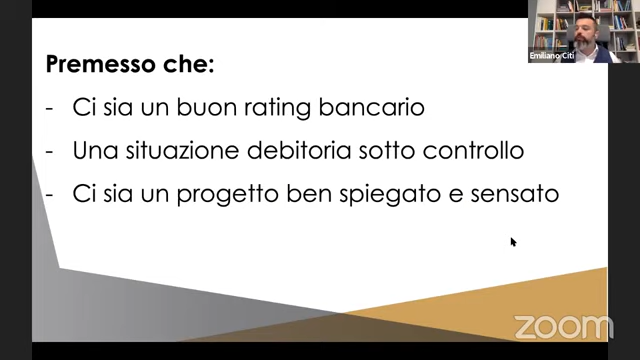 Emiliano Citi
Premesso che:
- Ci sia un buon rating bancario
- Una situazione debitoria sotto controllo
- Ci sia un progetto ben spiegato e sensato
zoom